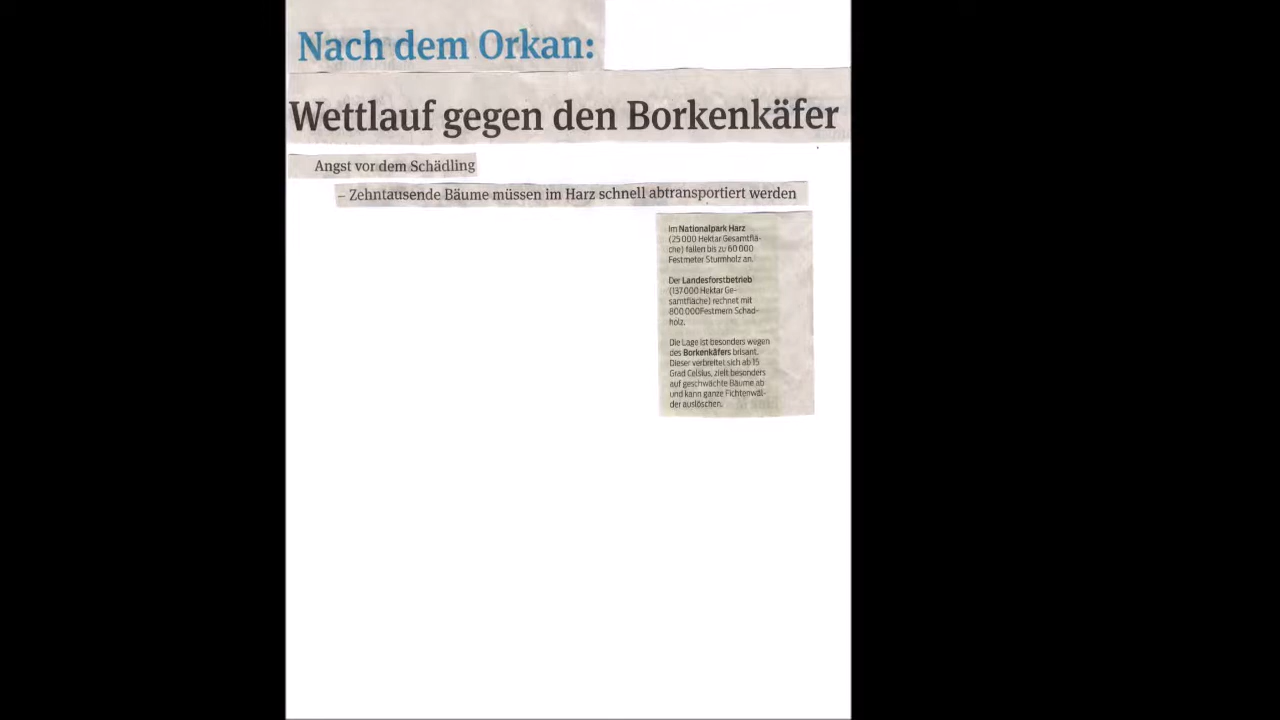 Nach dem Orkan:
Wettlauf gegen den Borkenkäfer
Angst vor dem Schädling
– Zehntausende Bäume müssen im Harz schnell abtransportiert werden
Im Nationalpark Harz
(25 000 Hektar Gesamtflä-
che) fallen bis zu 60 000
Festmeter Sturmholz an.
Der Landesforstbetrieb
(137 000 Hektar Ge-
samtfläche) rechnet mit
800 000Festmern Schad-
holz.
Die Lage ist besonders wegen
des Borkenkäfers brisant.
Dieser verbreitet sich ab 15
Grad Celsius, zielt besonders
auf geschwächte Bäume ab
und kann ganze Fichtenwäl-
der auslöschen.